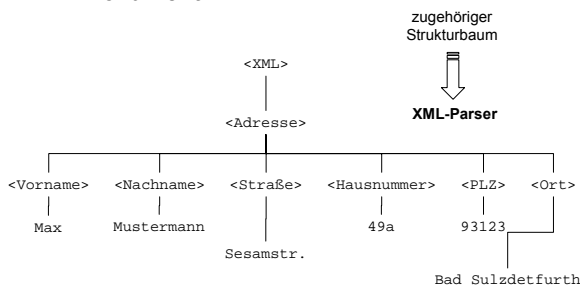 zugehöriger
Strukturbaum
<XML>
XML-Parser
<Adresse>
<Vorname> <Nachname> <Straße> <Hausnummer> <PLZ> <Ort>
Max Mustermann 49a 93123
Sesamstr.
Bad Sulzdetfurth